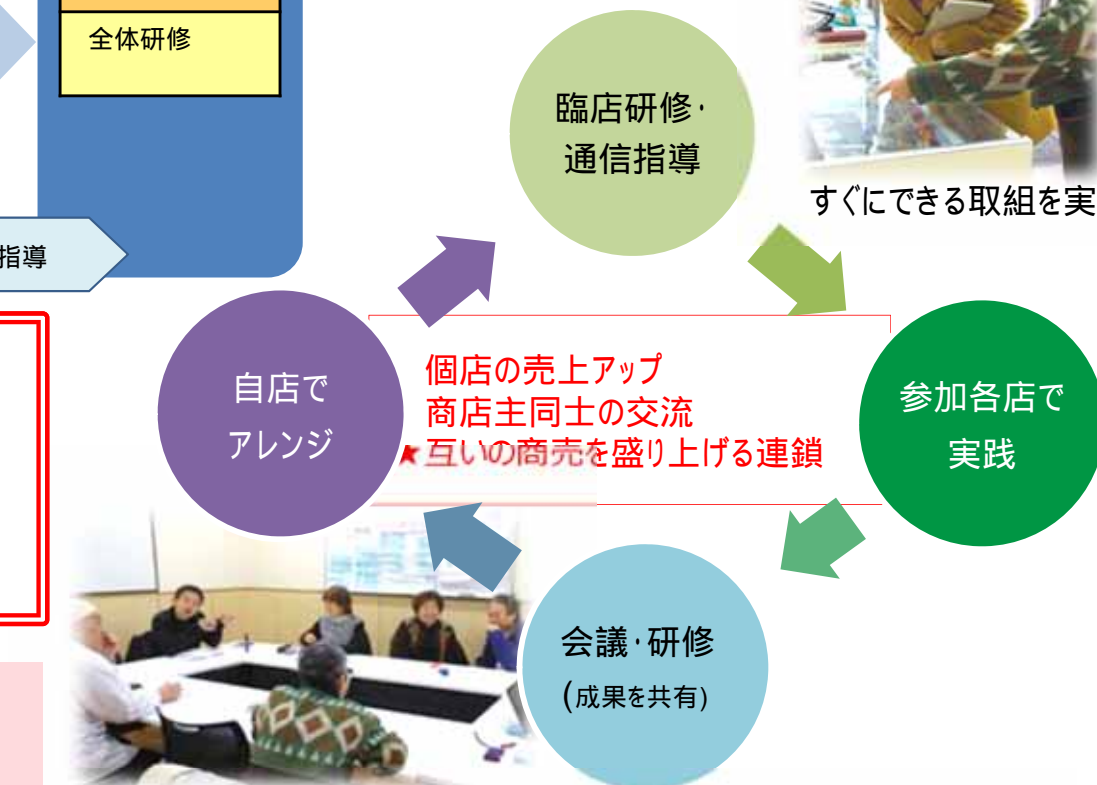 全体研修
臨店研修・
通信指導
すぐにできる取組を実
指導
自店で
アレンジ
個店の売上アップ
商店主同士の交流
★互いの商売を盛り上げる連鎖
参加各店で
実践
会議・研修
(成果を共有)